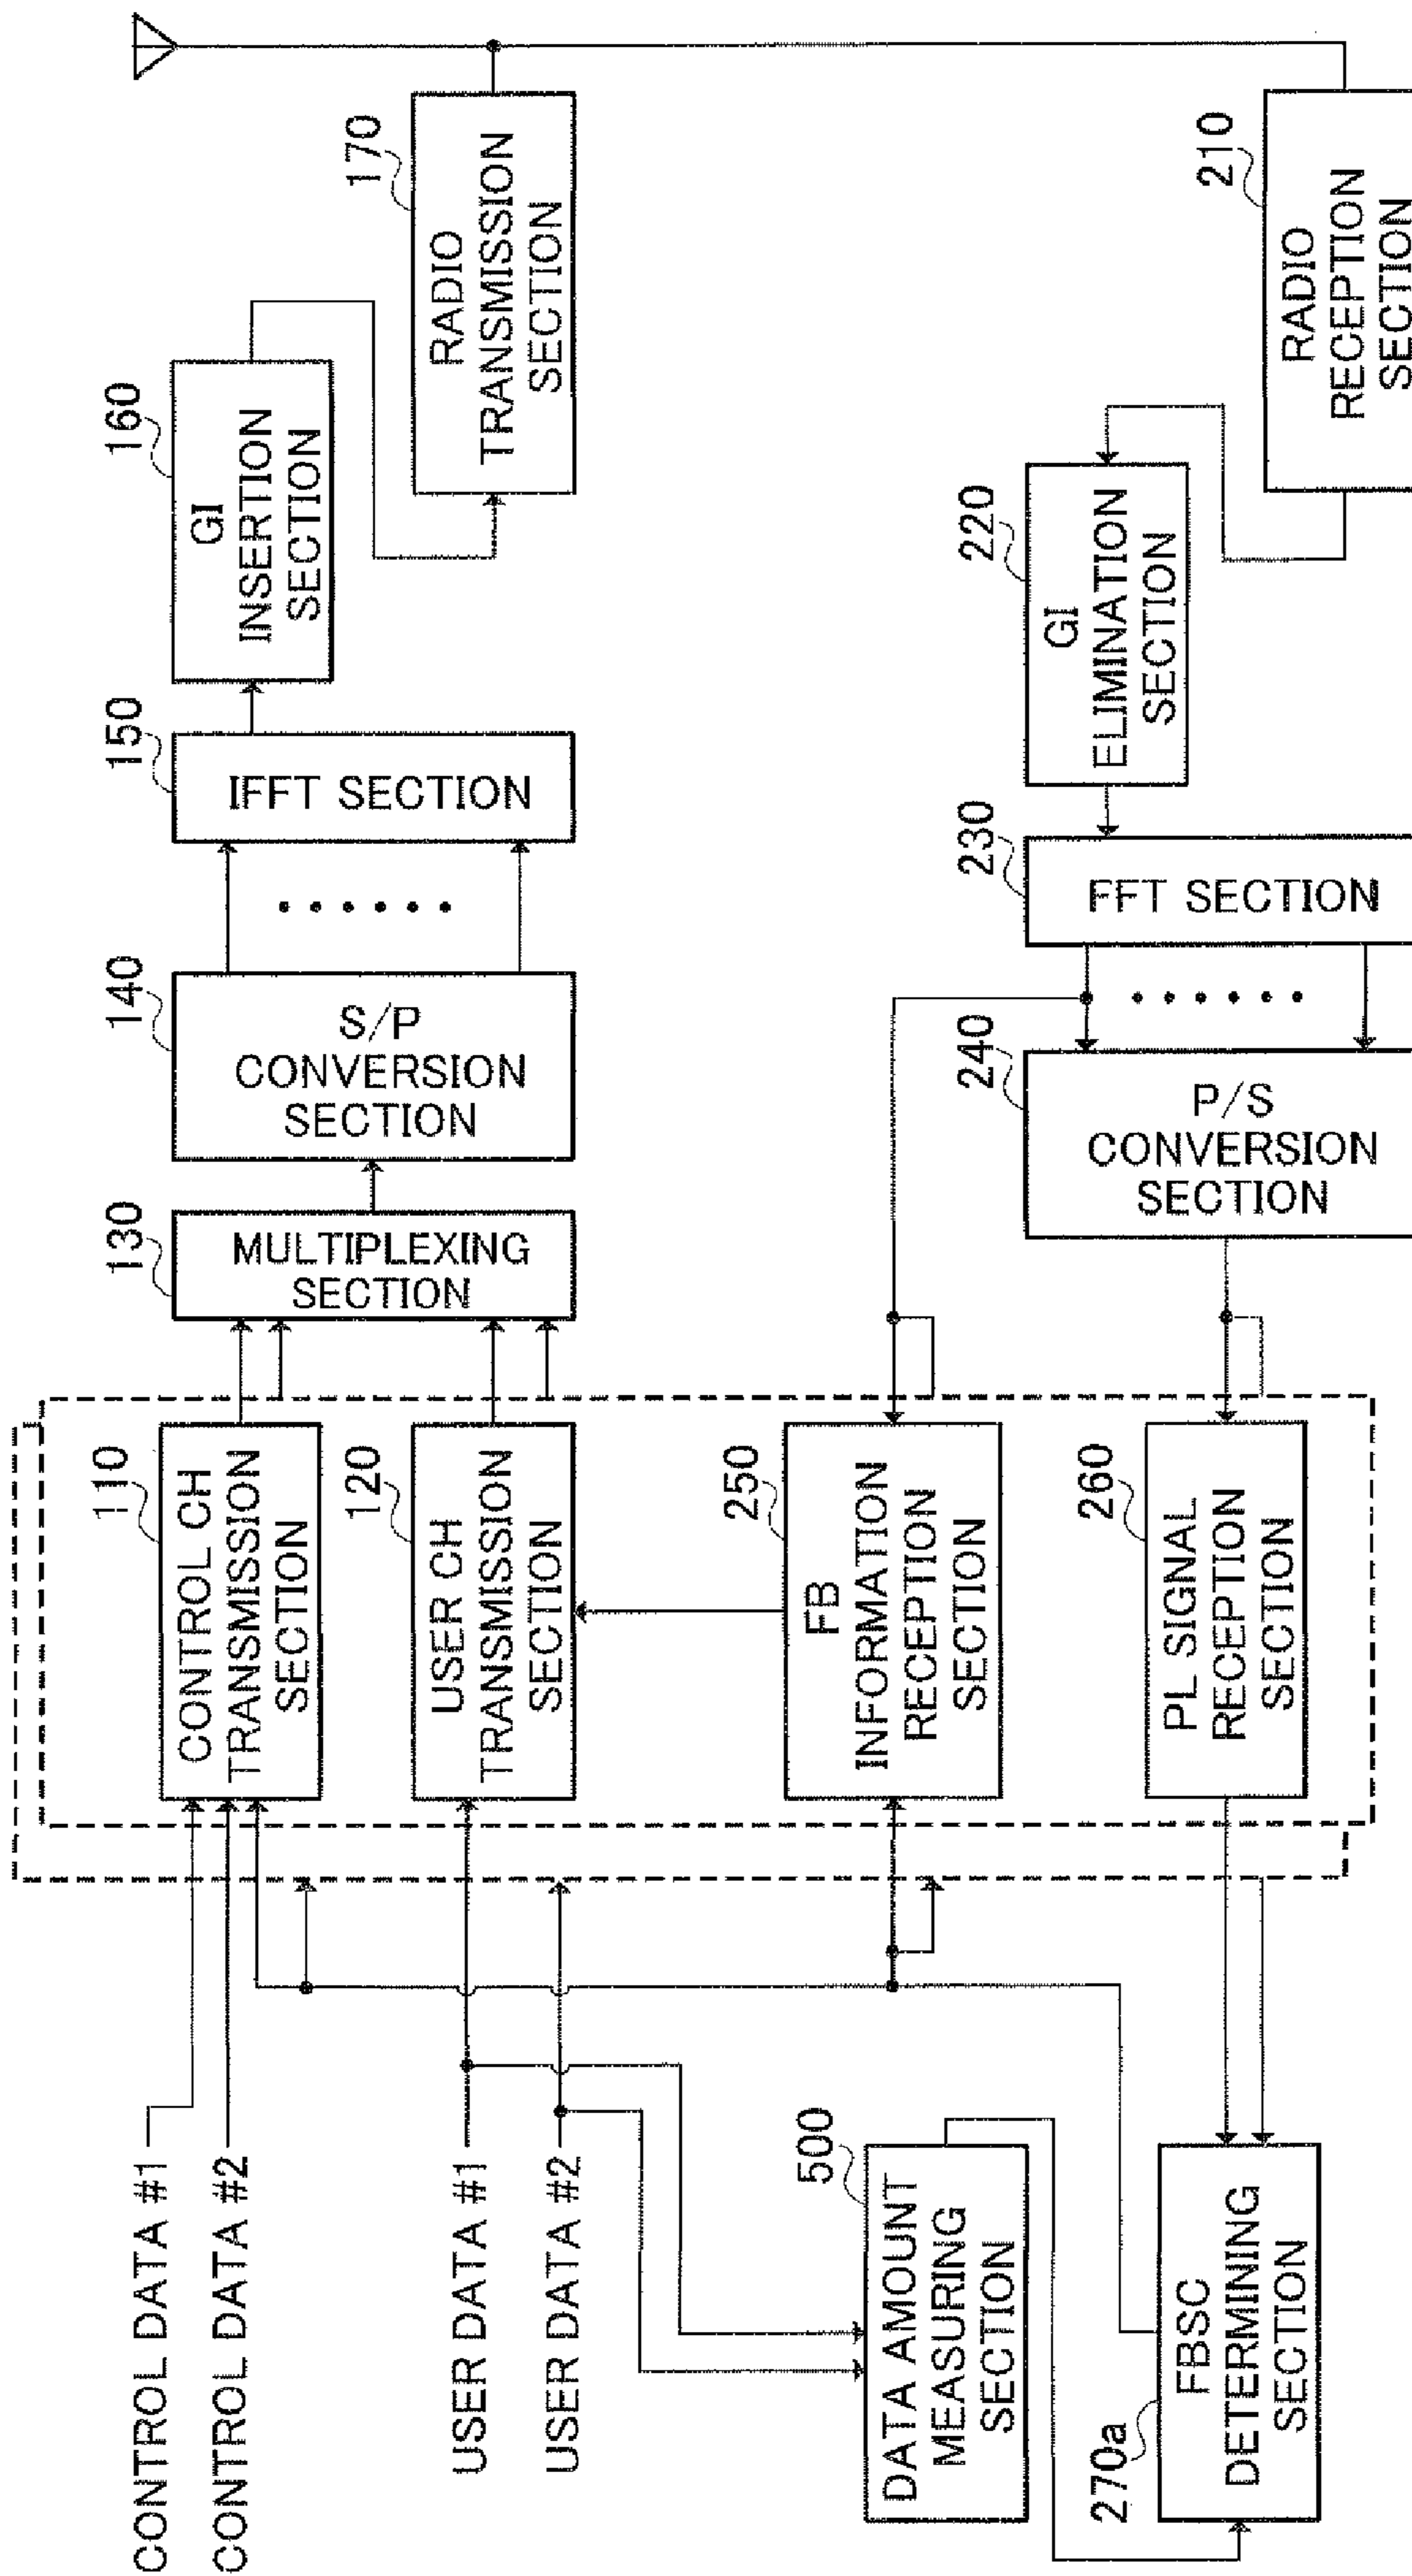 CONTROL DATA #1
CONTROL DATA #2
USER DATA #1
USER DATA #2
110
CONTROL CH
TRANSMISSION
SECTION
120
USER CH
TRANSMISSION
SECTION
130
MULTIPLEXING
SECTION
140
S/P
CONVERSION
SECTION
150
IFFT SECTION
160
GI
INSERTION
SECTION
170
RADIO
TRANSMISSION
SECTION
500
DATA AMOUNT
MEASURING
SECTION
270a
FBSC
DETERMINING
SECTION
250
FB
INFORMATION
RECEPTION
SECTION
260
PL SIGNAL
RECEPTION
SECTION
240
P/S
CONVERSION
SECTION
230
FFT SECTION
220
GI
ELIMINATION
SECTION
210
RADIO
RECEPTION
SECTION